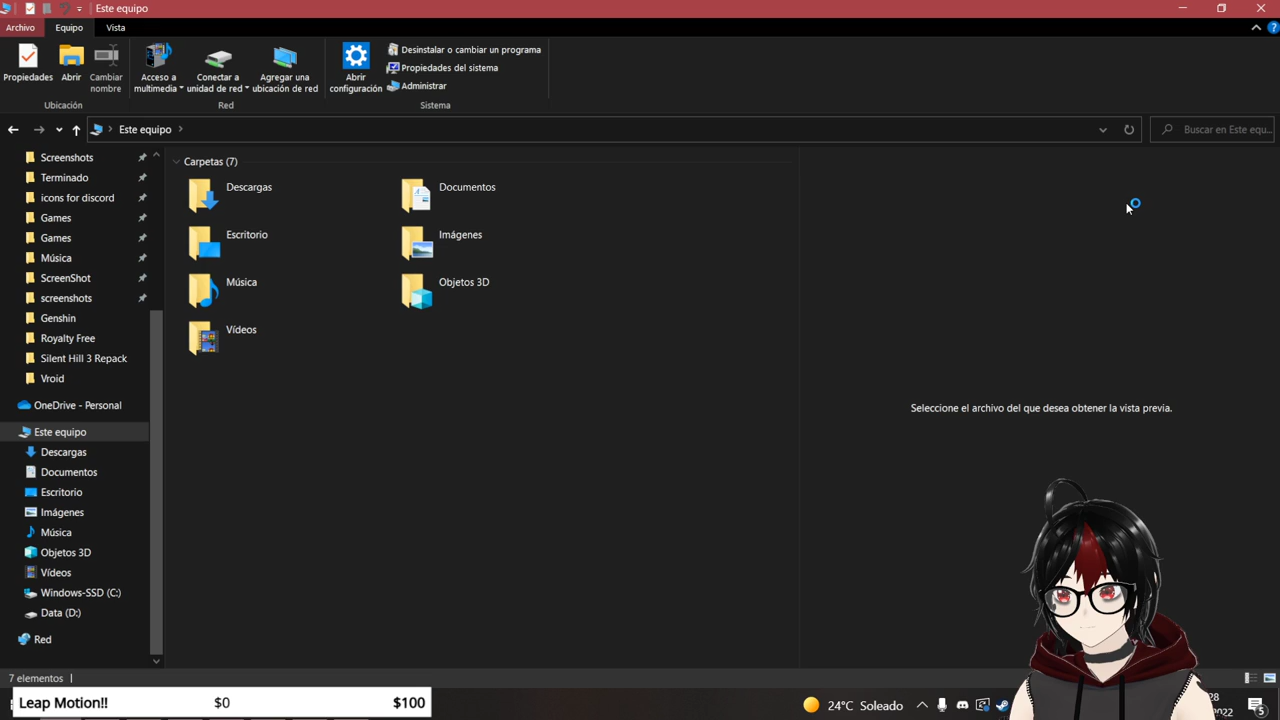 Este equipo
Archivo Equipo Vista
Propiedades
Abrir
Cambiar
nombre
Ubicación
Acceso a
multimedia
Conectar a
unidad de red
Agregar una
ubicación de red
Red
Abrir
configuración
Desinstalar o cambiar un programa
Propiedades del sistema
Administrar
Sistema
Este equipo
Buscar en Este equ...
Screenshots
Terminado
icons for discord
Games
Games
Música
ScreenShot
screenshots
Genshin
Royalty Free
Silent Hill 3 Repack
Vroid
OneDrive - Personal
Este equipo
Descargas
Documentos
Escritorio
Imágenes
Música
Objetos 3D
Vídeos
Windows-SSD (C:)
Data (D:)
Red
Carpetas (7)
Descargas
Documentos
Escritorio
Imágenes
Música
Objetos 3D
Vídeos
Seleccione el archivo del que desea obtener la vista previa.
7 elementos
Leap Motion!! $0 $100
24°C Soleado
28
022
5